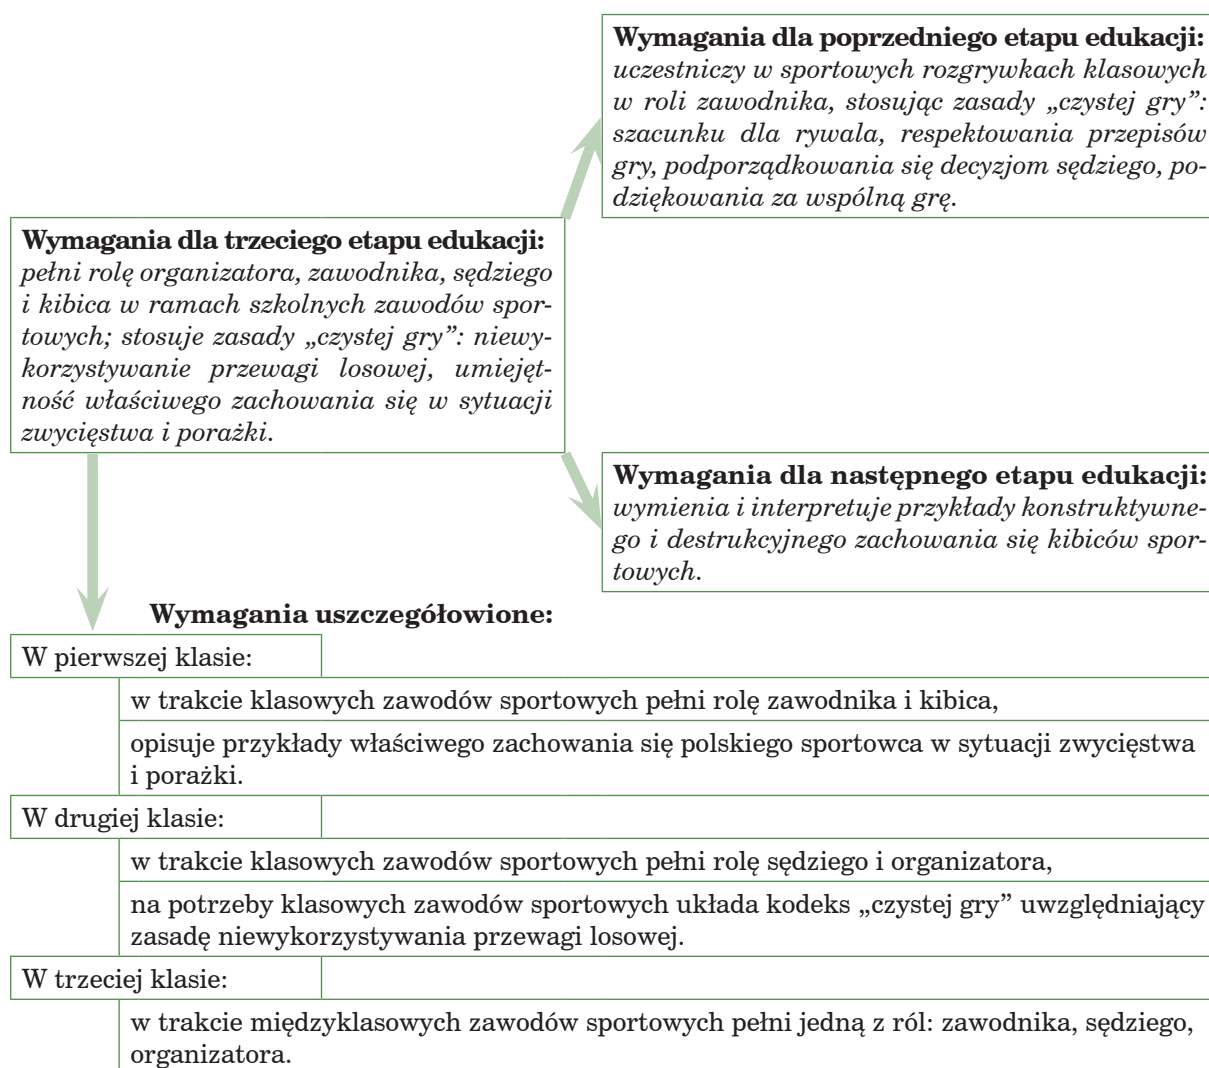 Wymagania dla poprzedniego etapu edukacji:
uczestniczy w sportowych rozgrywkach klasowych
w roli zawodnika, stosując zasady „czystej gry”:
szacunku dla rywala, respektowania przepisów
gry, podporządkowania się decyzjom sędziego, po-
dziękowania za wspólną grę.
Wymagania dla trzeciego etapu edukacji:
pełni rolę organizatora, zawodnika, sędziego
i kibica w ramach szkolnych zawodów spor-
towych; stosuje zasady „czystej gry”: niewy-
korzystywanie przewagi losowej, umiejęt-
ność właściwego zachowania się w sytuacji
zwycięstwa i porażki.
Wymagania dla następnego etapu edukacji:
wymienia i interpretuje przykłady konstruktywne-
go i destrukcyjnego zachowania się kibiców spor-
towych.
Wymagania uszczegółowione:
W pierwszej klasie:
w trakcie klasowych zawodów sportowych pełni rolę zawodnika i kibica,
opisuje przykłady właściwego zachowania się polskiego sportowca w sytuacji zwycięstwa
i porażki.
W drugiej klasie:
w trakcie klasowych zawodów sportowych pełni rolę sędziego i organizatora,
na potrzeby klasowych zawodów sportowych układa kodeks „czystej gry” uwzględniający
zasadę niewykorzystywania przewagi losowej.
W trzeciej klasie:
w trakcie międzyklasowych zawodów sportowych pełni jedną z ról: zawodnika, sędziego,
organizatora.